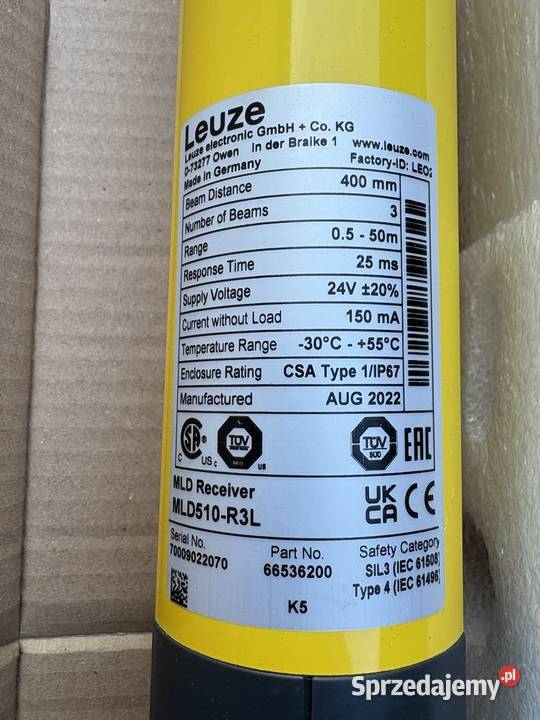 Leuze
Leuze electronic GmbH + Co. KG
D-73277 Owen in der Braike 1 www.leuze.com
Made in Germany Factory-ID: LEO2
Beam Distance 400 mm
Number of Beams 3
Range 0.5 - 50m
Response Time 25 ms
Supply Voltage 24V ±20%
Current without Load 150 mA
Temperature Range -30°C - +55°C
Enclosure Rating CSA Type 1/IP67
Manufactured AUG 2022
C SA ® US C TÜV US TÜV SÜD EAC
MLD Receiver
MLD510-R3L
UK CA CE
Serial No. Part No. Safety Category
70009022070 66536200 SIL3 (IEC 61508)
Type 4 (IEC 61496)
K5
Sprzedajemy.pl